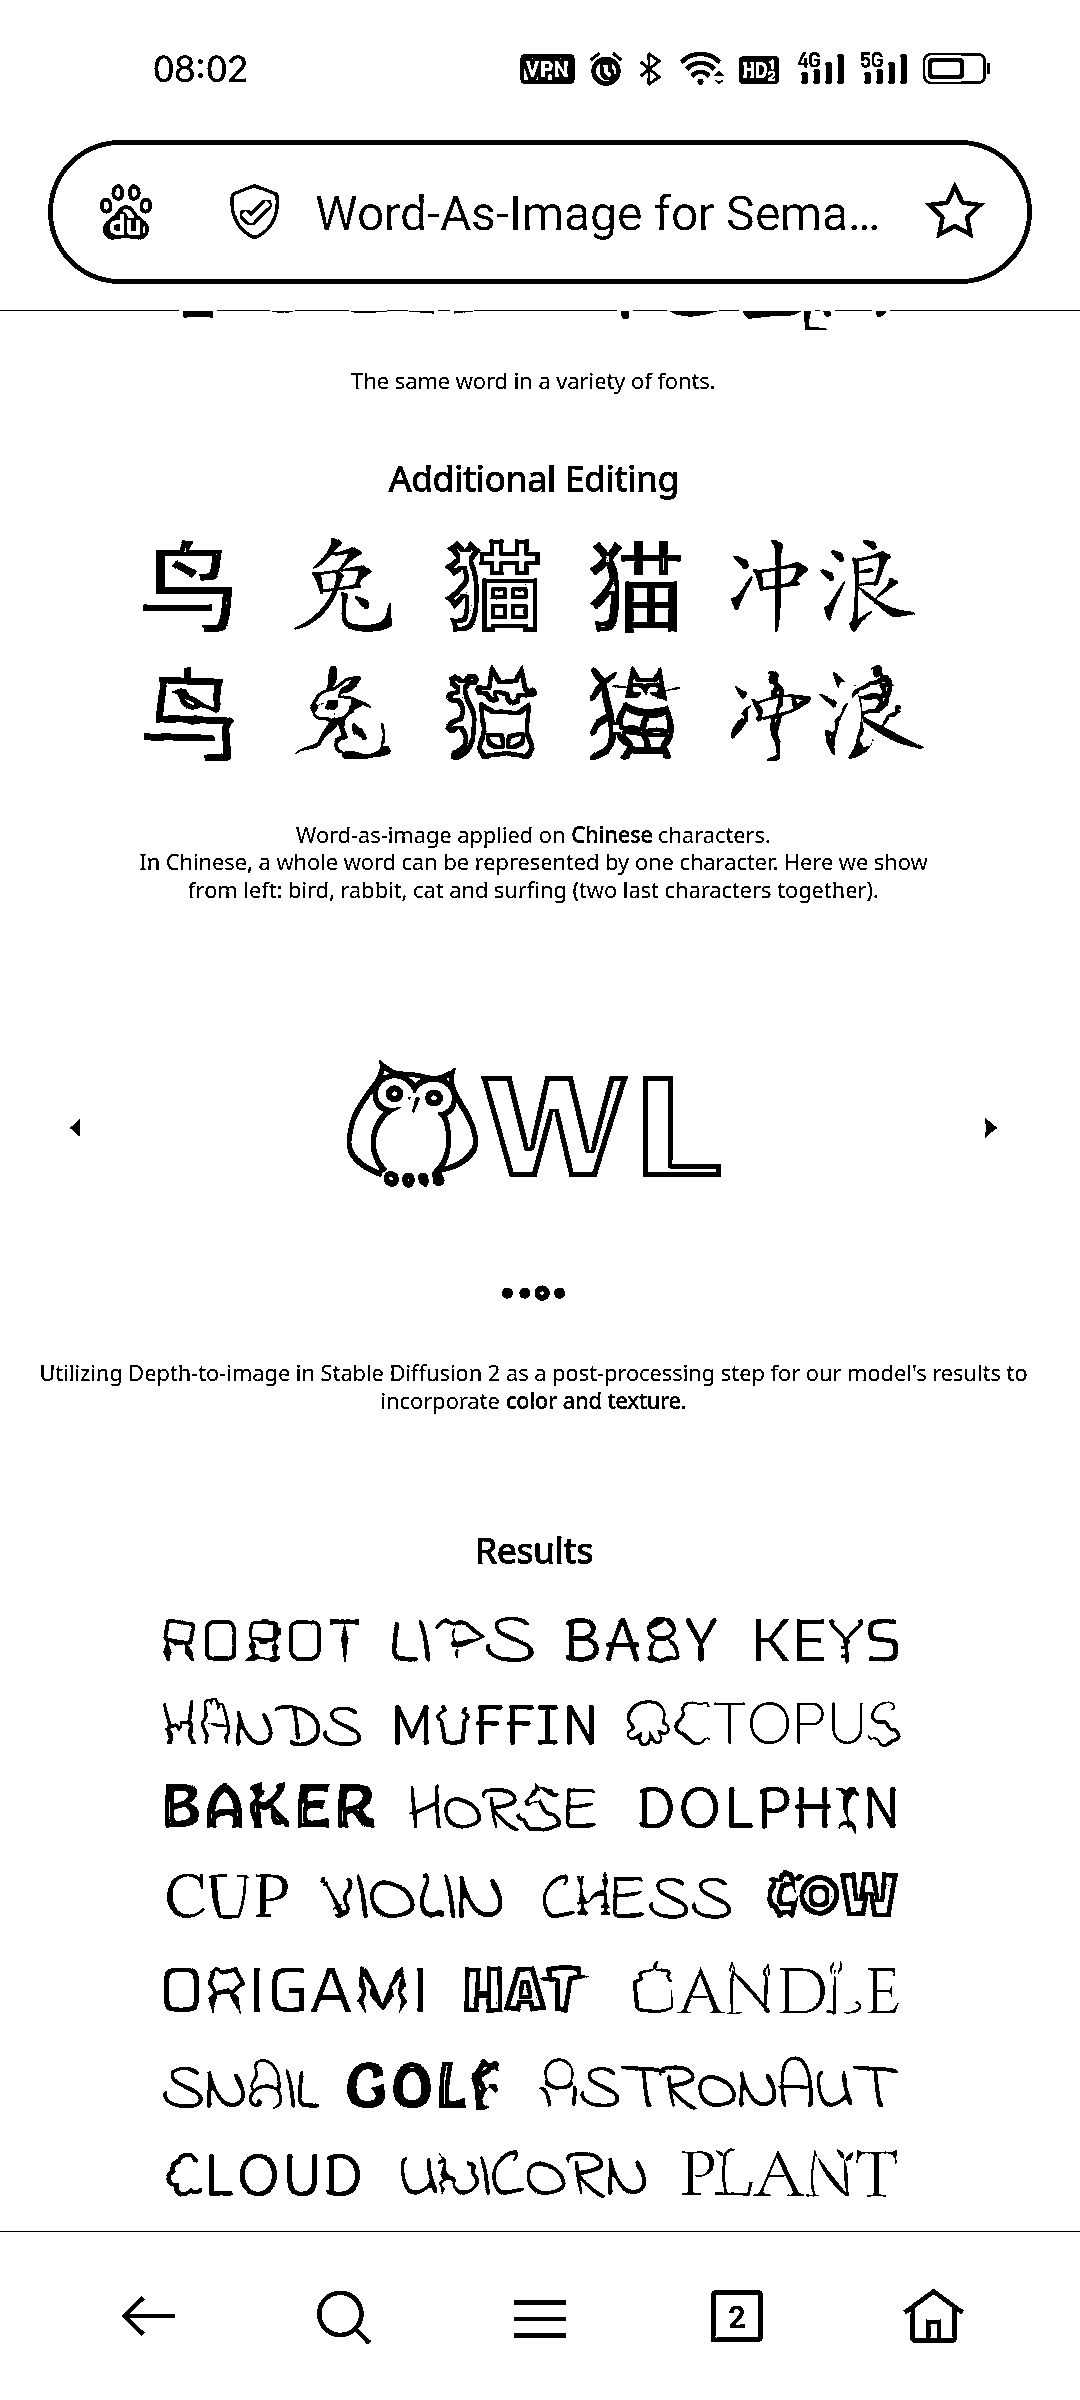 08:02 VPN HD 1 2 4G 5G
du Word-As-Image for Sema...
The same word in a variety of fonts.
Additional Editing
鸟 兔 猫 猫 冲浪
鸟 兔 猫 猫 冲浪
Word-as-image applied on Chinese characters.
In Chinese, a whole word can be represented by one character. Here we show
from left: bird, rabbit, cat and surfing (two last characters together).
OWL
Utilizing Depth-to-image in Stable Diffusion 2 as a post-processing step for our model's results to
incorporate color and texture.
Results
ROBOT LIPS BABY KEYS
HANDS MUFFIN OCTOPUS
BAKER HORSE DOLPHIN
CUP VIOLIN CHESS COW
ORIGAMI HAT CANDLE
SNAIL GOLF ASTRONAUT
CLOUD UNICORN PLANT
2